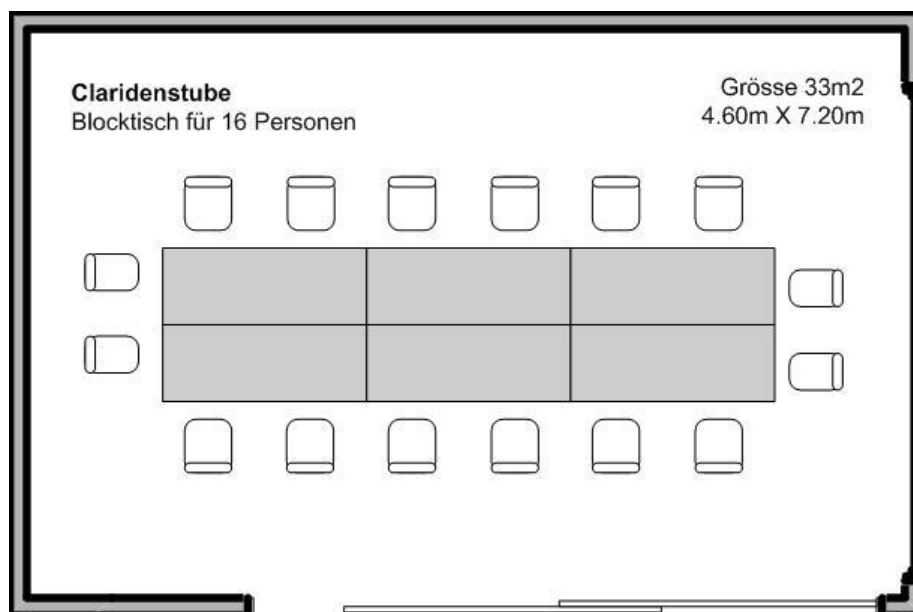 Claridenstube
Blocktisch für 16 Personen
Grösse 33m2
4.60m X 7.20m